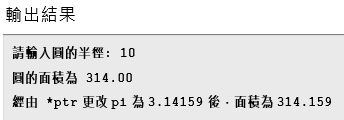 輸出結果
請輸入圓的半徑: 10
圓的面積為 314.00
經由 *ptr 更改 pi 為 3.14159 後，面積為 314.159